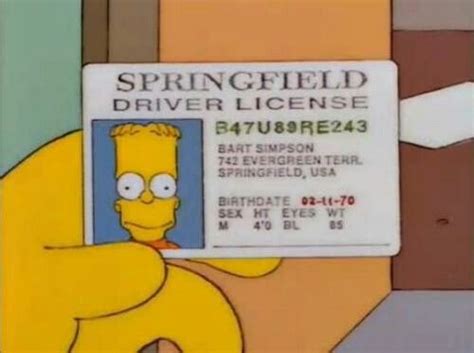 SPRINGFIELD
DRIVER LICENSE
B47U89RE243
BART SIMPSON
742 EVERGREEN TERR.
SPRINGFIELD, USA
BIRTHDATE 02-11-70
SEX HT EYES WT
M 4'0 BL 85